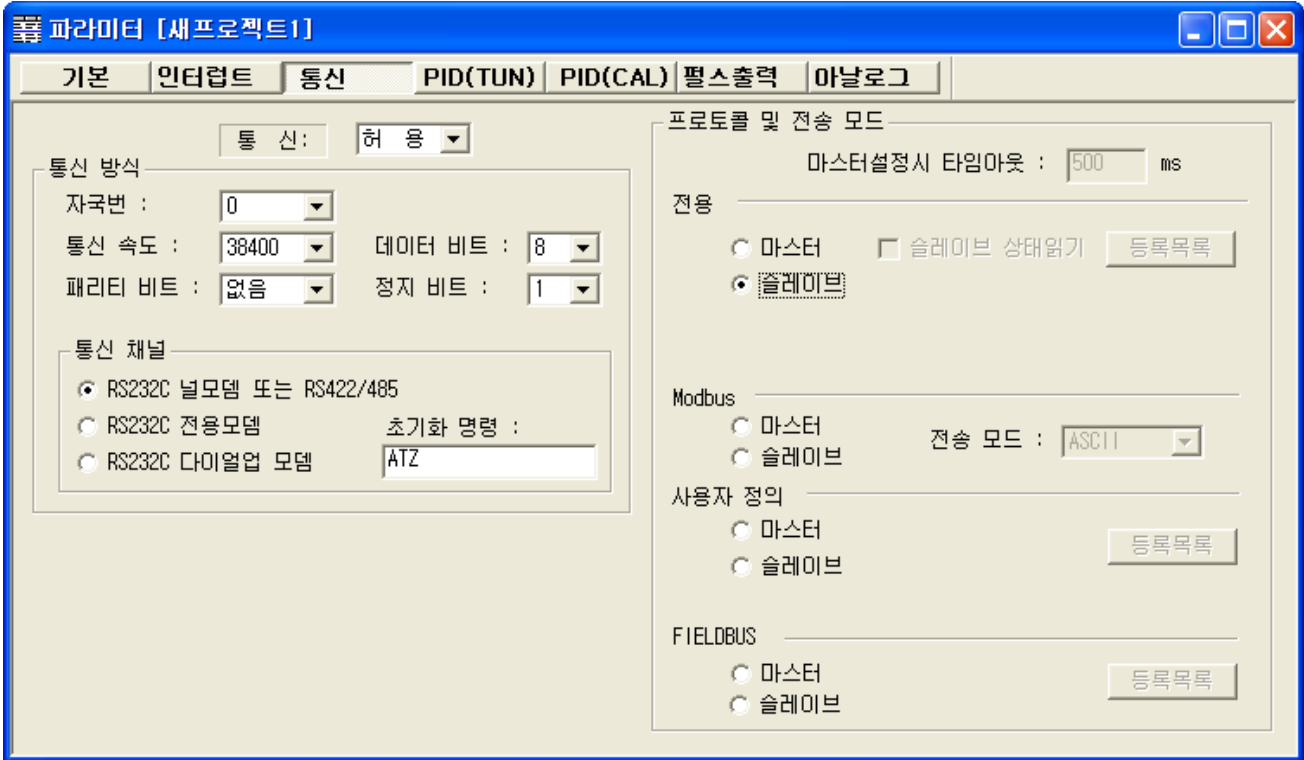 파라미터 [새프로젝트1]
기본 인터럽트 통신 PID(TUN) PID(CAL) 펄스출력 아날로그
통 신: 허 용
통신 방식
자국번 : 0
통신 속도 : 38400 데이터 비트 : 8
패리티 비트 : 없음 정지 비트 : 1
통신 채널
RS232C 널모뎀 또는 RS422/485
RS232C 전용모뎀 초기화 명령 :
RS232C 다이얼업 모뎀 ATZ
프로토콜 및 전송 모드
마스터설정시 타임아웃 : 500 ms
전용
마스터 슬레이브 상태읽기 등록목록
슬레이브
Modbus
마스터
전송 모드 : ASCII
슬레이브
사용자 정의
마스터
등록목록
슬레이브
FIELDBUS
마스터
등록목록
슬레이브